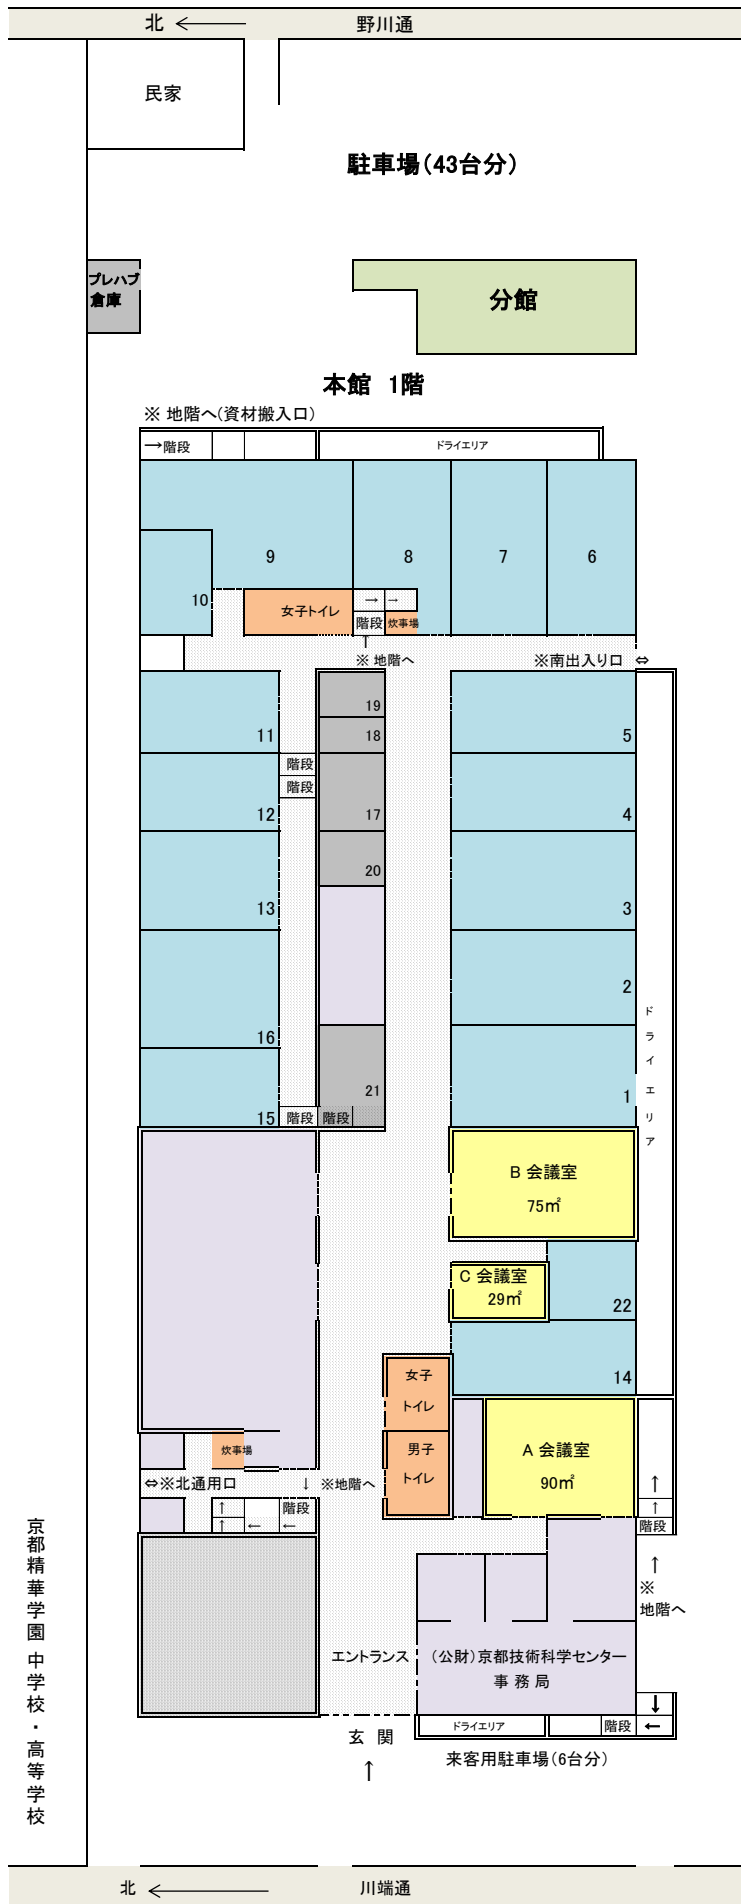 北 ←
野川通
民家
駐車場(43台分)
プレハブ
倉庫
分館
本館 1階
※ 地階へ(資材搬入口)
→階段
ドライエリア
9
8
7
6
10
女子トイレ
→ →
階段
炊事場
↑
※ 地階へ
※南出入り口 ⇔
19
11
18
5
階段
階段
12
17
4
20
13
3
2
16
ドライエリア
21
1
15
階段
階段
B 会議室
75㎡
C 会議室
29㎡
22
女子
トイレ
14
男子
トイレ
A 会議室
90㎡
炊事場
⇔※北通用口
↓ ※地階へ
↑
↑
階段
↑ ← ←
↑
階段
↑
※
地階へ
京都精華学園 中学校・高等学校
エントランス
(公財)京都技術科学センター
事 務 局
↓
玄 関
↑
ドライエリア
階段
←
来客用駐車場(6台分)
北 ←
川端通